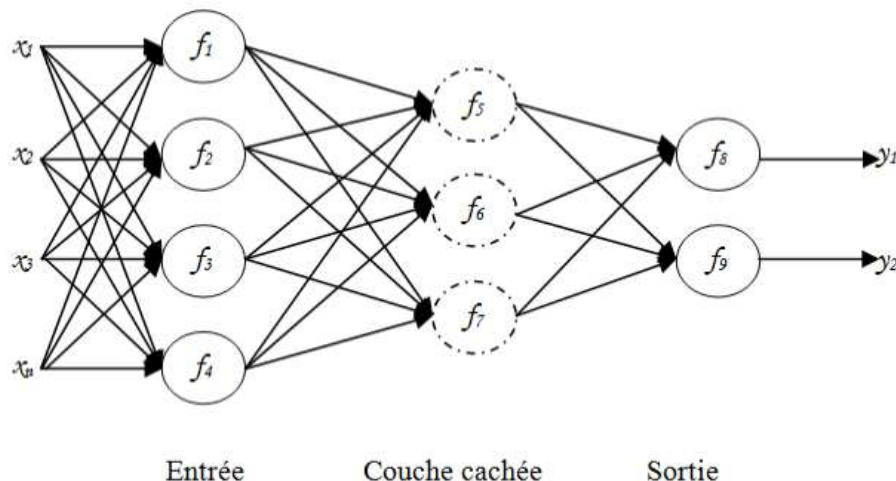 x₁ f₁
f₅
x₂ f₂ f₈ y₁
f₆
x₃ f₃ f₉ y₂
f₇
xₙ f₄
Entrée Couche cachée Sortie